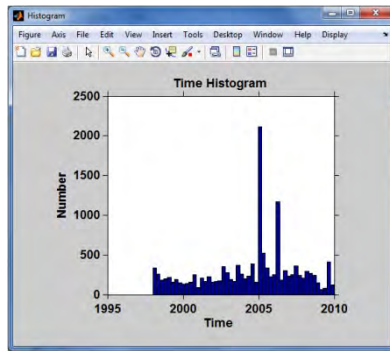 Histogram
Figure Axis File Edit View Insert Tools Desktop Window Help Display
Time Histogram
2500
2000
1500
1000
500
0
Number
1995 2000 2005 2010
Time